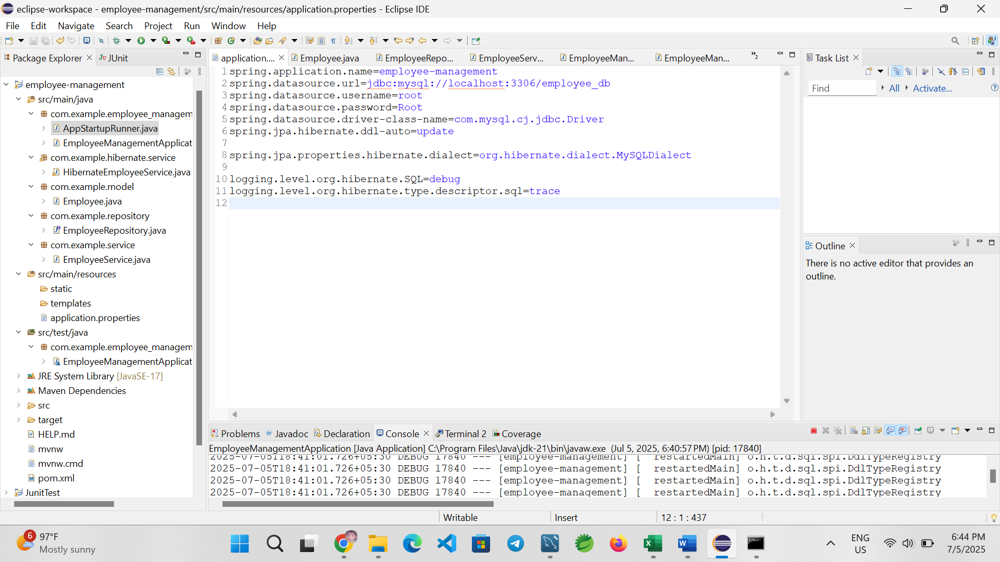 eclipse-workspace - employee-management/src/main/resources/application.properties - Eclipse IDE
File Edit Navigate Search Project Run Window Help
Package Explorer JUnit
application.... Employee.java EmployeeRepo... EmployeeServ... EmployeeMan... EmployeeMan... »2
Task List
employee-management
src/main/java
com.example.employee_managem
AppStartupRunner.java
EmployeeManagementApplicat
com.example.hibernate.service
HibernateEmployeeService.java
com.example.model
Employee.java
com.example.repository
EmployeeRepository.java
com.example.service
EmployeeService.java
src/main/resources
static
templates
application.properties
src/test/java
com.example.employee_managem
EmployeeManagementApplicat
JRE System Library [JavaSE-17]
Maven Dependencies
src
target
HELP.md
mvnw
mvnw.cmd
pom.xml
JunitTest
1 spring.application.name=employee-management
2 spring.datasource.url=jdbc:mysql://localhost:3306/employee_db
3 spring.datasource.username=root
4 spring.datasource.password=Root
5 spring.datasource.driver-class-name=com.mysql.cj.jdbc.Driver
6 spring.jpa.hibernate.ddl-auto=update
7
8 spring.jpa.properties.hibernate.dialect=org.hibernate.dialect.MySQLDialect
9
10 logging.level.org.hibernate.SQL=debug
11 logging.level.org.hibernate.type.descriptor.sql=trace
12
Find All Activate...
Outline
There is no active editor that provides an
outline.
Problems Javadoc Declaration Console Terminal 2 Coverage
EmployeeManagementApplication [Java Application] C:\Program Files\Java\jdk-21\bin\javaw.exe (Jul 5, 2025, 6:40:57 PM) [pid: 17840]
2025-07-05T18:41:01.726+05:30 DEBUG 17840 --- [employee-management] [ restartedMain] o.h.t.d.sql.spi.DdlTypeRegistry
2025-07-05T18:41:01.726+05:30 DEBUG 17840 --- [employee-management] [ restartedMain] o.h.t.d.sql.spi.DdlTypeRegistry
2025-07-05T18:41:01.726+05:30 DEBUG 17840 --- [employee-management] [ restartedMain] o.h.t.d.sql.spi.DdlTypeRegistry
2025-07-05T18:41:01.726+05:30 DEBUG 17840 --- [employee-management] [ restartedMain] o.h.t.d.sql.spi.DdlTypeRegistry
Writable Insert 12 : 1 : 437
6
97°F
Mostly sunny
ENG
US
6:44 PM
7/5/2025